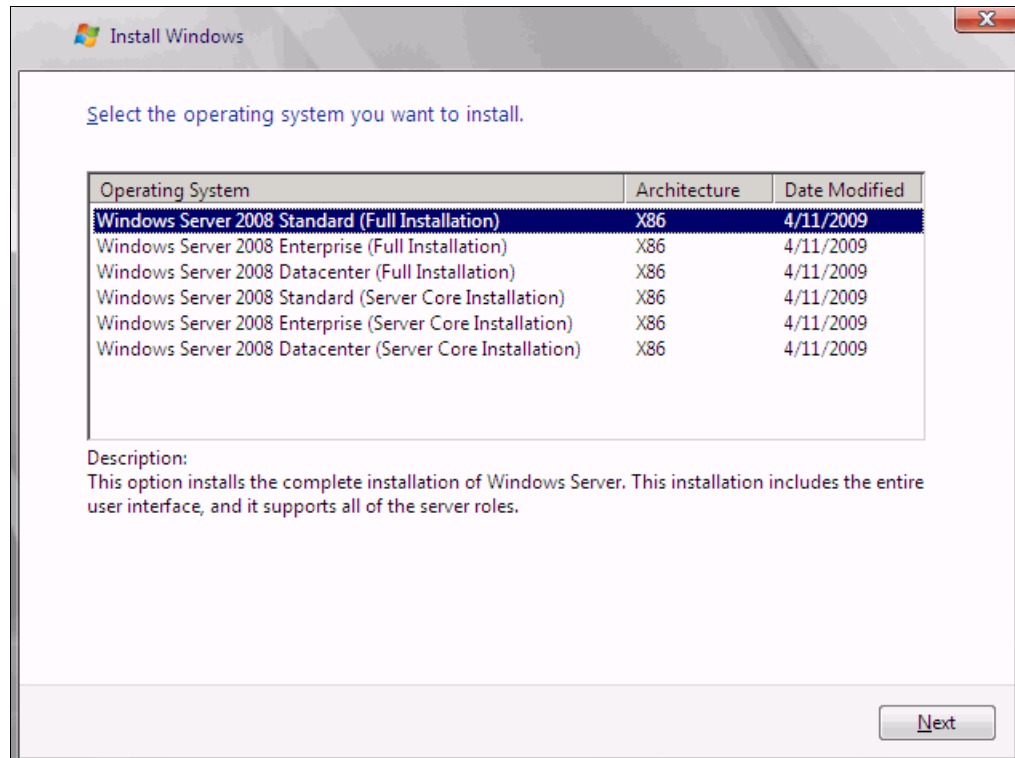 Install Windows
X
Select the operating system you want to install.
Operating System Architecture Date Modified
Windows Server 2008 Standard (Full Installation) X86 4/11/2009
Windows Server 2008 Enterprise (Full Installation) X86 4/11/2009
Windows Server 2008 Datacenter (Full Installation) X86 4/11/2009
Windows Server 2008 Standard (Server Core Installation) X86 4/11/2009
Windows Server 2008 Enterprise (Server Core Installation) X86 4/11/2009
Windows Server 2008 Datacenter (Server Core Installation) X86 4/11/2009
Description:
This option installs the complete installation of Windows Server. This installation includes the entire
user interface, and it supports all of the server roles.
Next